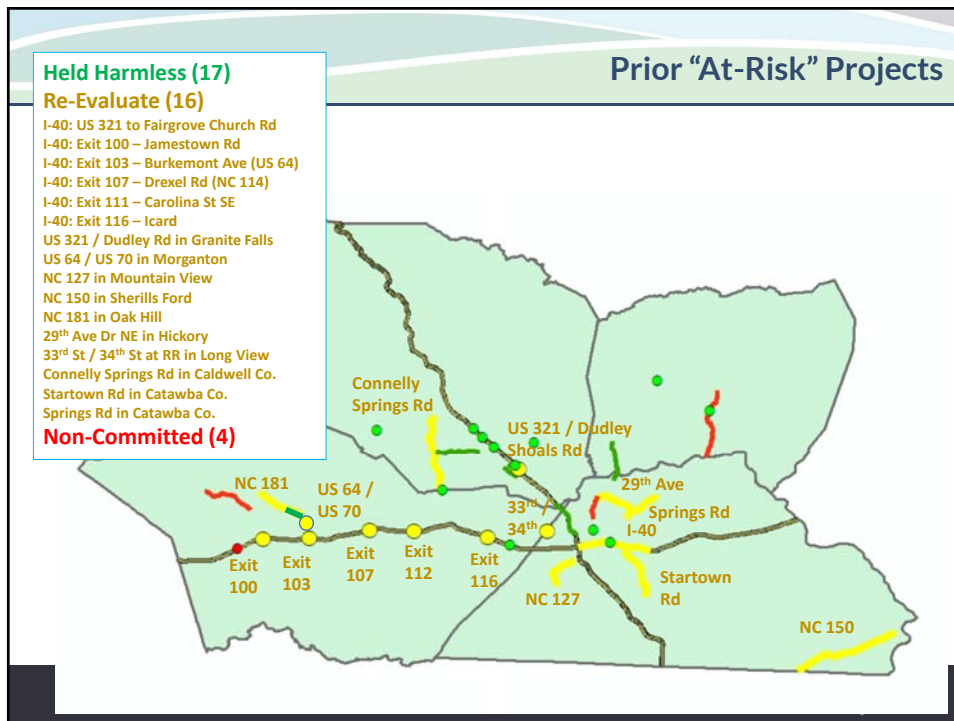 Prior “At-Risk” Projects
Held Harmless (17)
Re-Evaluate (16)
I-40: US 321 to Fairgrove Church Rd
I-40: Exit 100 – Jamestown Rd
I-40: Exit 103 – Burkemont Ave (US 64)
I-40: Exit 107 – Drexel Rd (NC 114)
I-40: Exit 111 – Carolina St SE
I-40: Exit 116 – Icard
US 321 / Dudley Rd in Granite Falls
US 64 / US 70 in Morganton
NC 127 in Mountain View
NC 150 in Sherills Ford
NC 181 in Oak Hill
29th Ave Dr NE in Hickory
33rd St / 34th St at RR in Long View
Connelly Springs Rd in Caldwell Co.
Startown Rd in Catawba Co.
Springs Rd in Catawba Co.
Non-Committed (4)
Connelly
Springs Rd
US 321 / Dudley
Shoals Rd
NC 181
US 64 /
US 70
33rd /
34th
29th Ave
Springs Rd
I-40
Exit
100
Exit
103
Exit
107
Exit
112
Exit
116
NC 127
Startown
Rd
NC 150